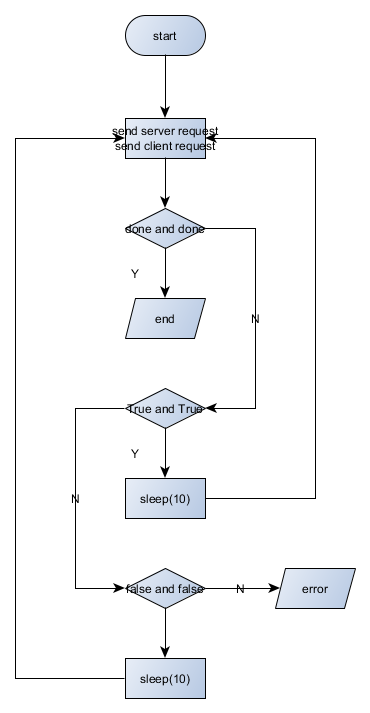 start
send server request
send client request
done and done
Y
end
N
True and True
Y
N
sleep(10)
false and false
N
error
sleep(10)